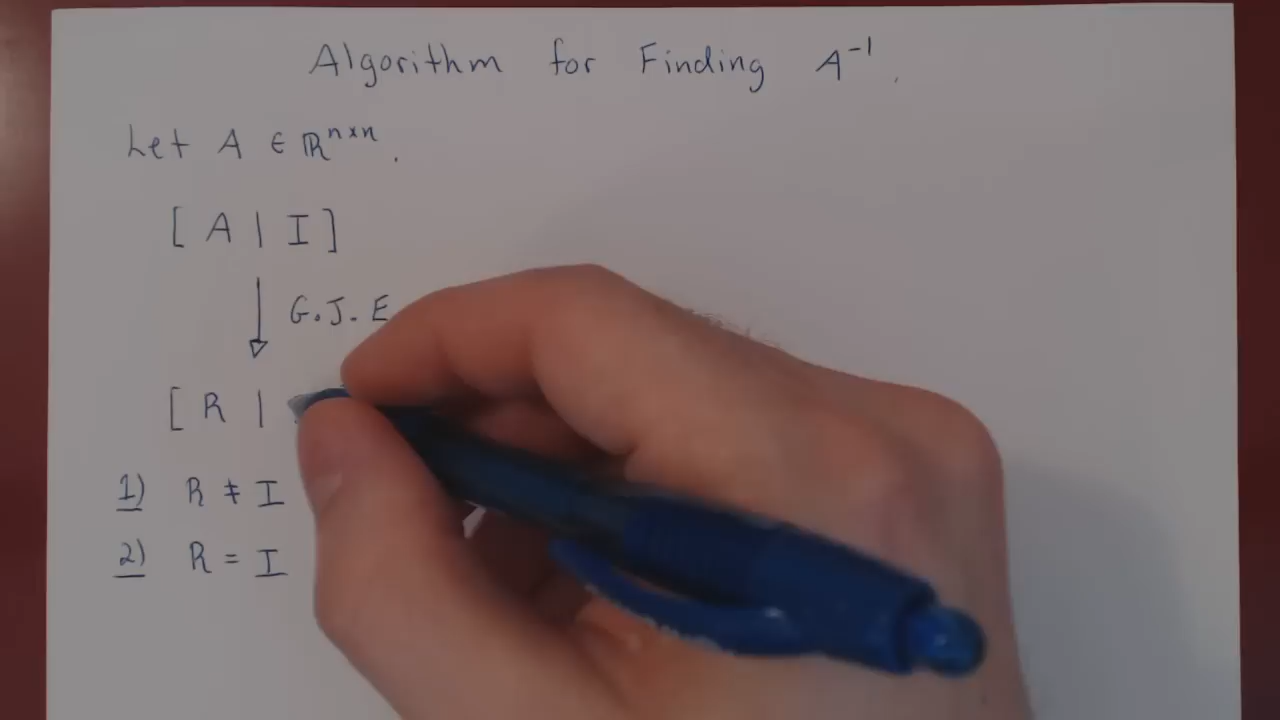 Algorithm for Finding A⁻¹.
Let A ∈ ℝⁿˣⁿ.
[ A | I ]
G.J.E
[ R |
1) R ≠ I
2) R = I